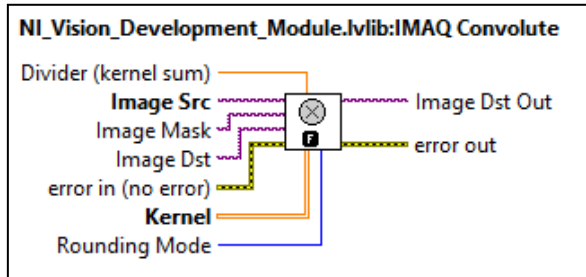 NI_Vision_Development_Module.lvlib:IMAQ Convolute
Divider (kernel sum)
Image Src
Image Mask
Image Dst
error in (no error)
Kernel
Rounding Mode
F
Image Dst Out
error out